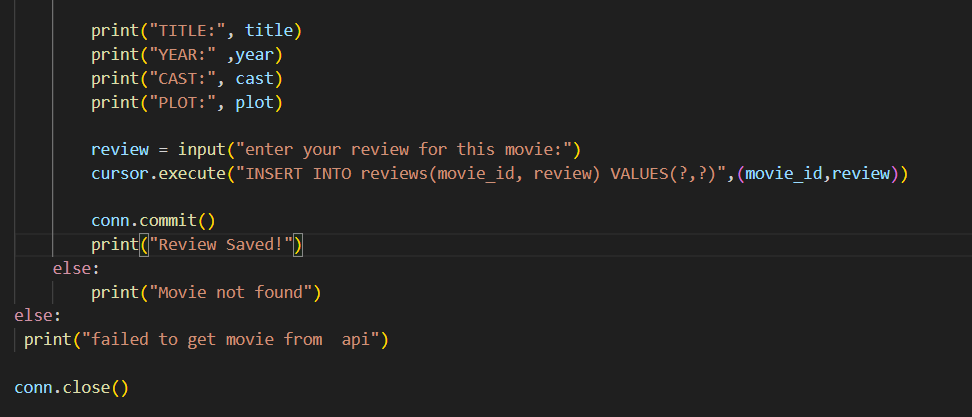 print("TITLE:", title)
print("YEAR:" ,year)
print("CAST:", cast)
print("PLOT:", plot)
review = input("enter your review for this movie:")
cursor.execute("INSERT INTO reviews(movie_id, review) VALUES(?,?)",(movie_id,review))
conn.commit()
print("Review Saved!")
else:
print("Movie not found")
else:
print("failed to get movie from  api")
conn.close()